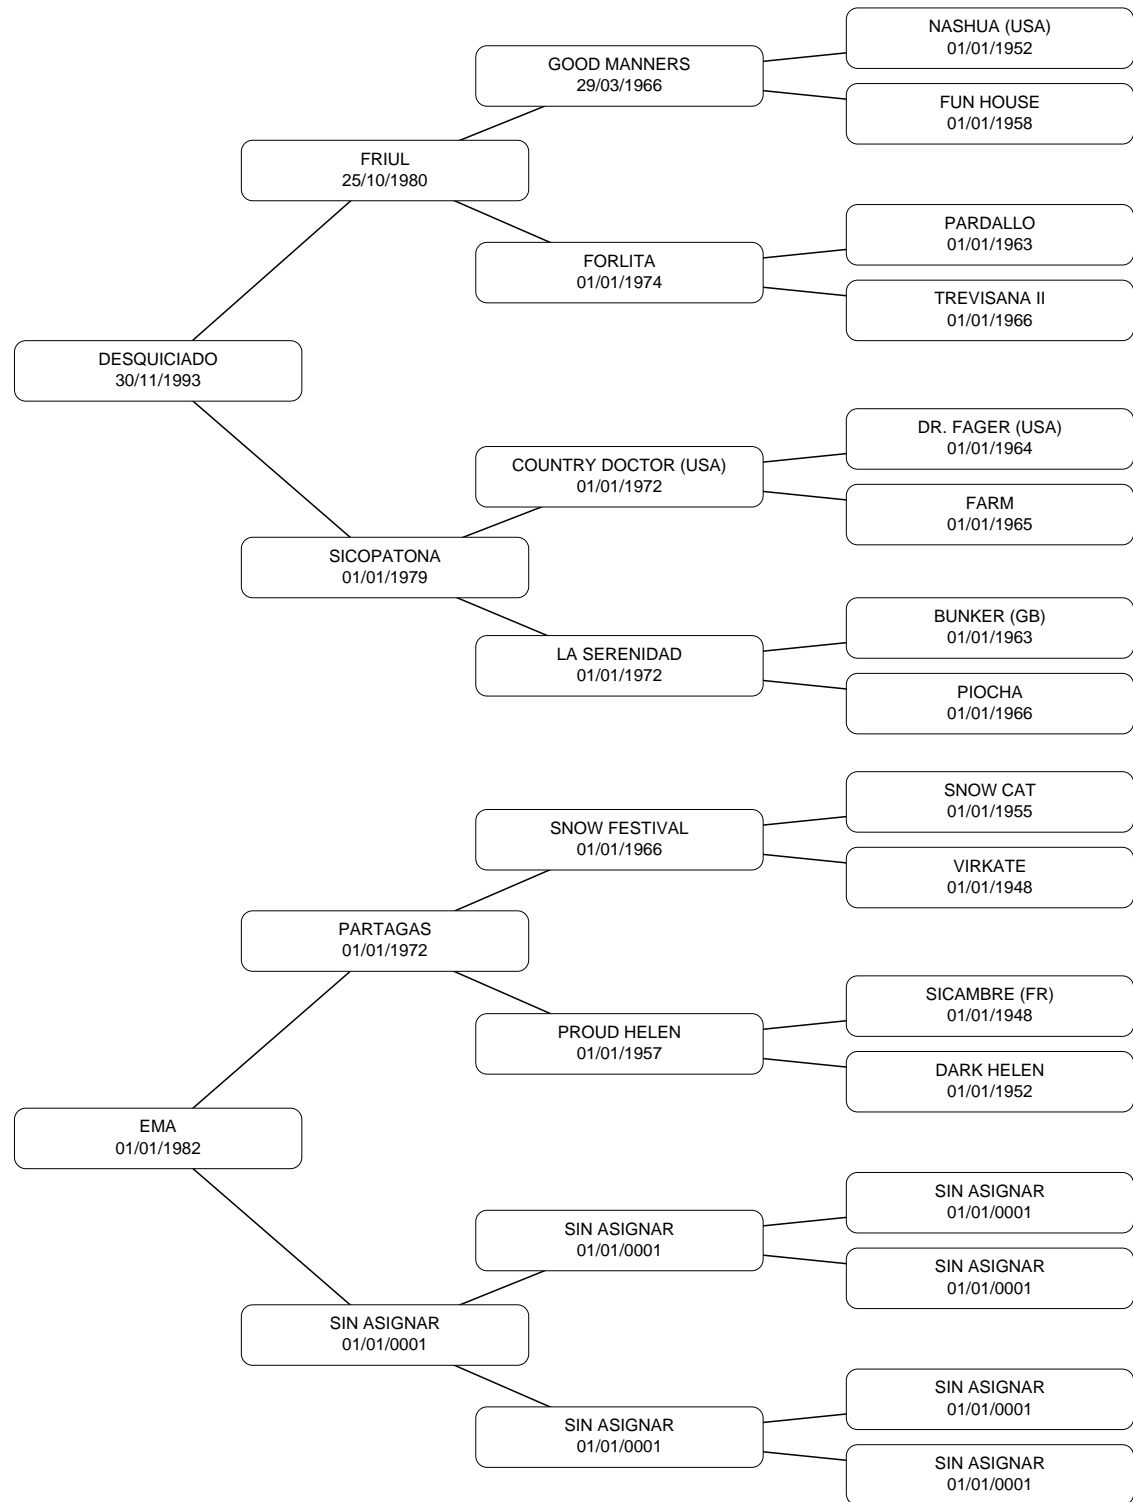 NASHUA (USA)
01/01/1952
GOOD MANNERS
29/03/1966
FUN HOUSE
01/01/1958
FRIUL
25/10/1980
PARDALLO
01/01/1963
FORLITA
01/01/1974
TREVISANA II
01/01/1966
DESQUICIADO
30/11/1993
DR. FAGER (USA)
01/01/1964
COUNTRY DOCTOR (USA)
01/01/1972
FARM
01/01/1965
SICOPATONA
01/01/1979
BUNKER (GB)
01/01/1963
LA SERENIDAD
01/01/1972
PIOCHA
01/01/1966
SNOW CAT
01/01/1955
SNOW FESTIVAL
01/01/1966
VIRKATE
01/01/1948
PARTAGAS
01/01/1972
SICAMBRE (FR)
01/01/1948
PROUD HELEN
01/01/1957
DARK HELEN
01/01/1952
EMA
01/01/1982
SIN ASIGNAR
01/01/0001
SIN ASIGNAR
01/01/0001
SIN ASIGNAR
01/01/0001
SIN ASIGNAR
01/01/0001
SIN ASIGNAR
01/01/0001
SIN ASIGNAR
01/01/0001
SIN ASIGNAR
01/01/0001